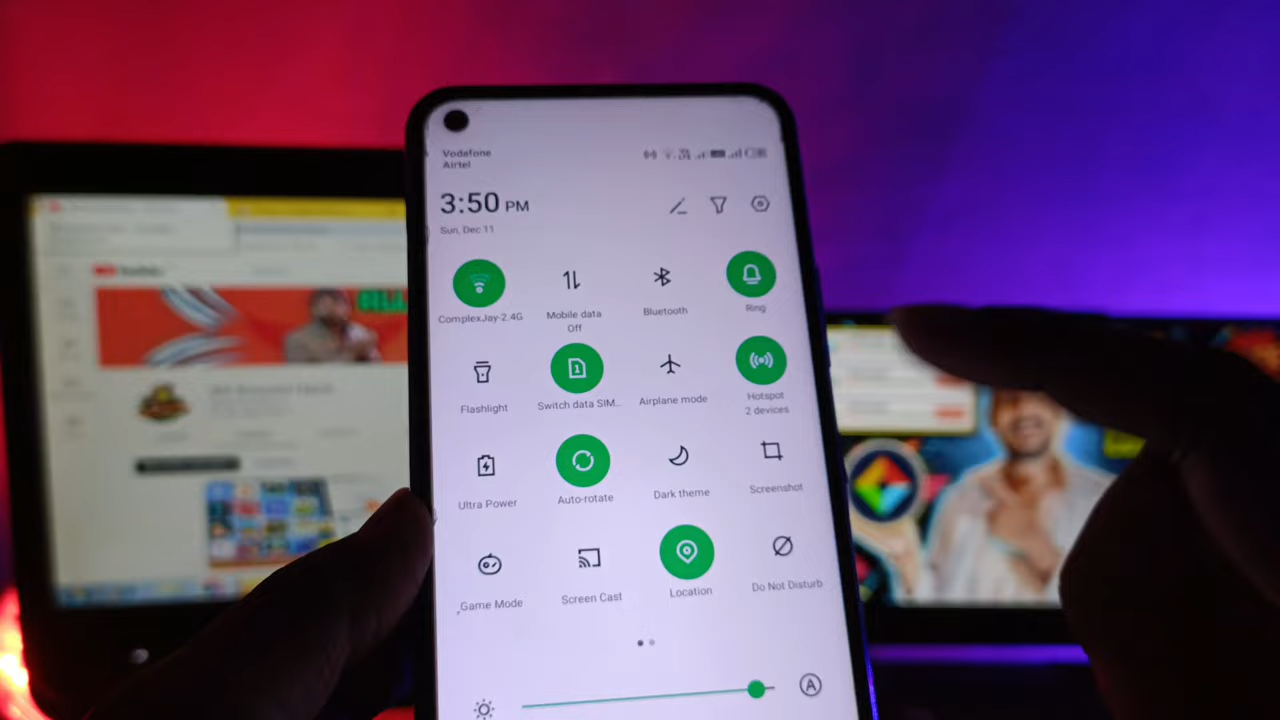 Vodafone
Airtel
3:50 PM
Sun, Dec 11
ComplexJay-2.4G
Mobile data
Off
Bluetooth
Ring
Flashlight
Switch data SIM...
Airplane mode
Hotspot
2 devices
Ultra Power
Auto-rotate
Dark theme
Screenshot
Game Mode
Screen Cast
Location
Do Not Disturb